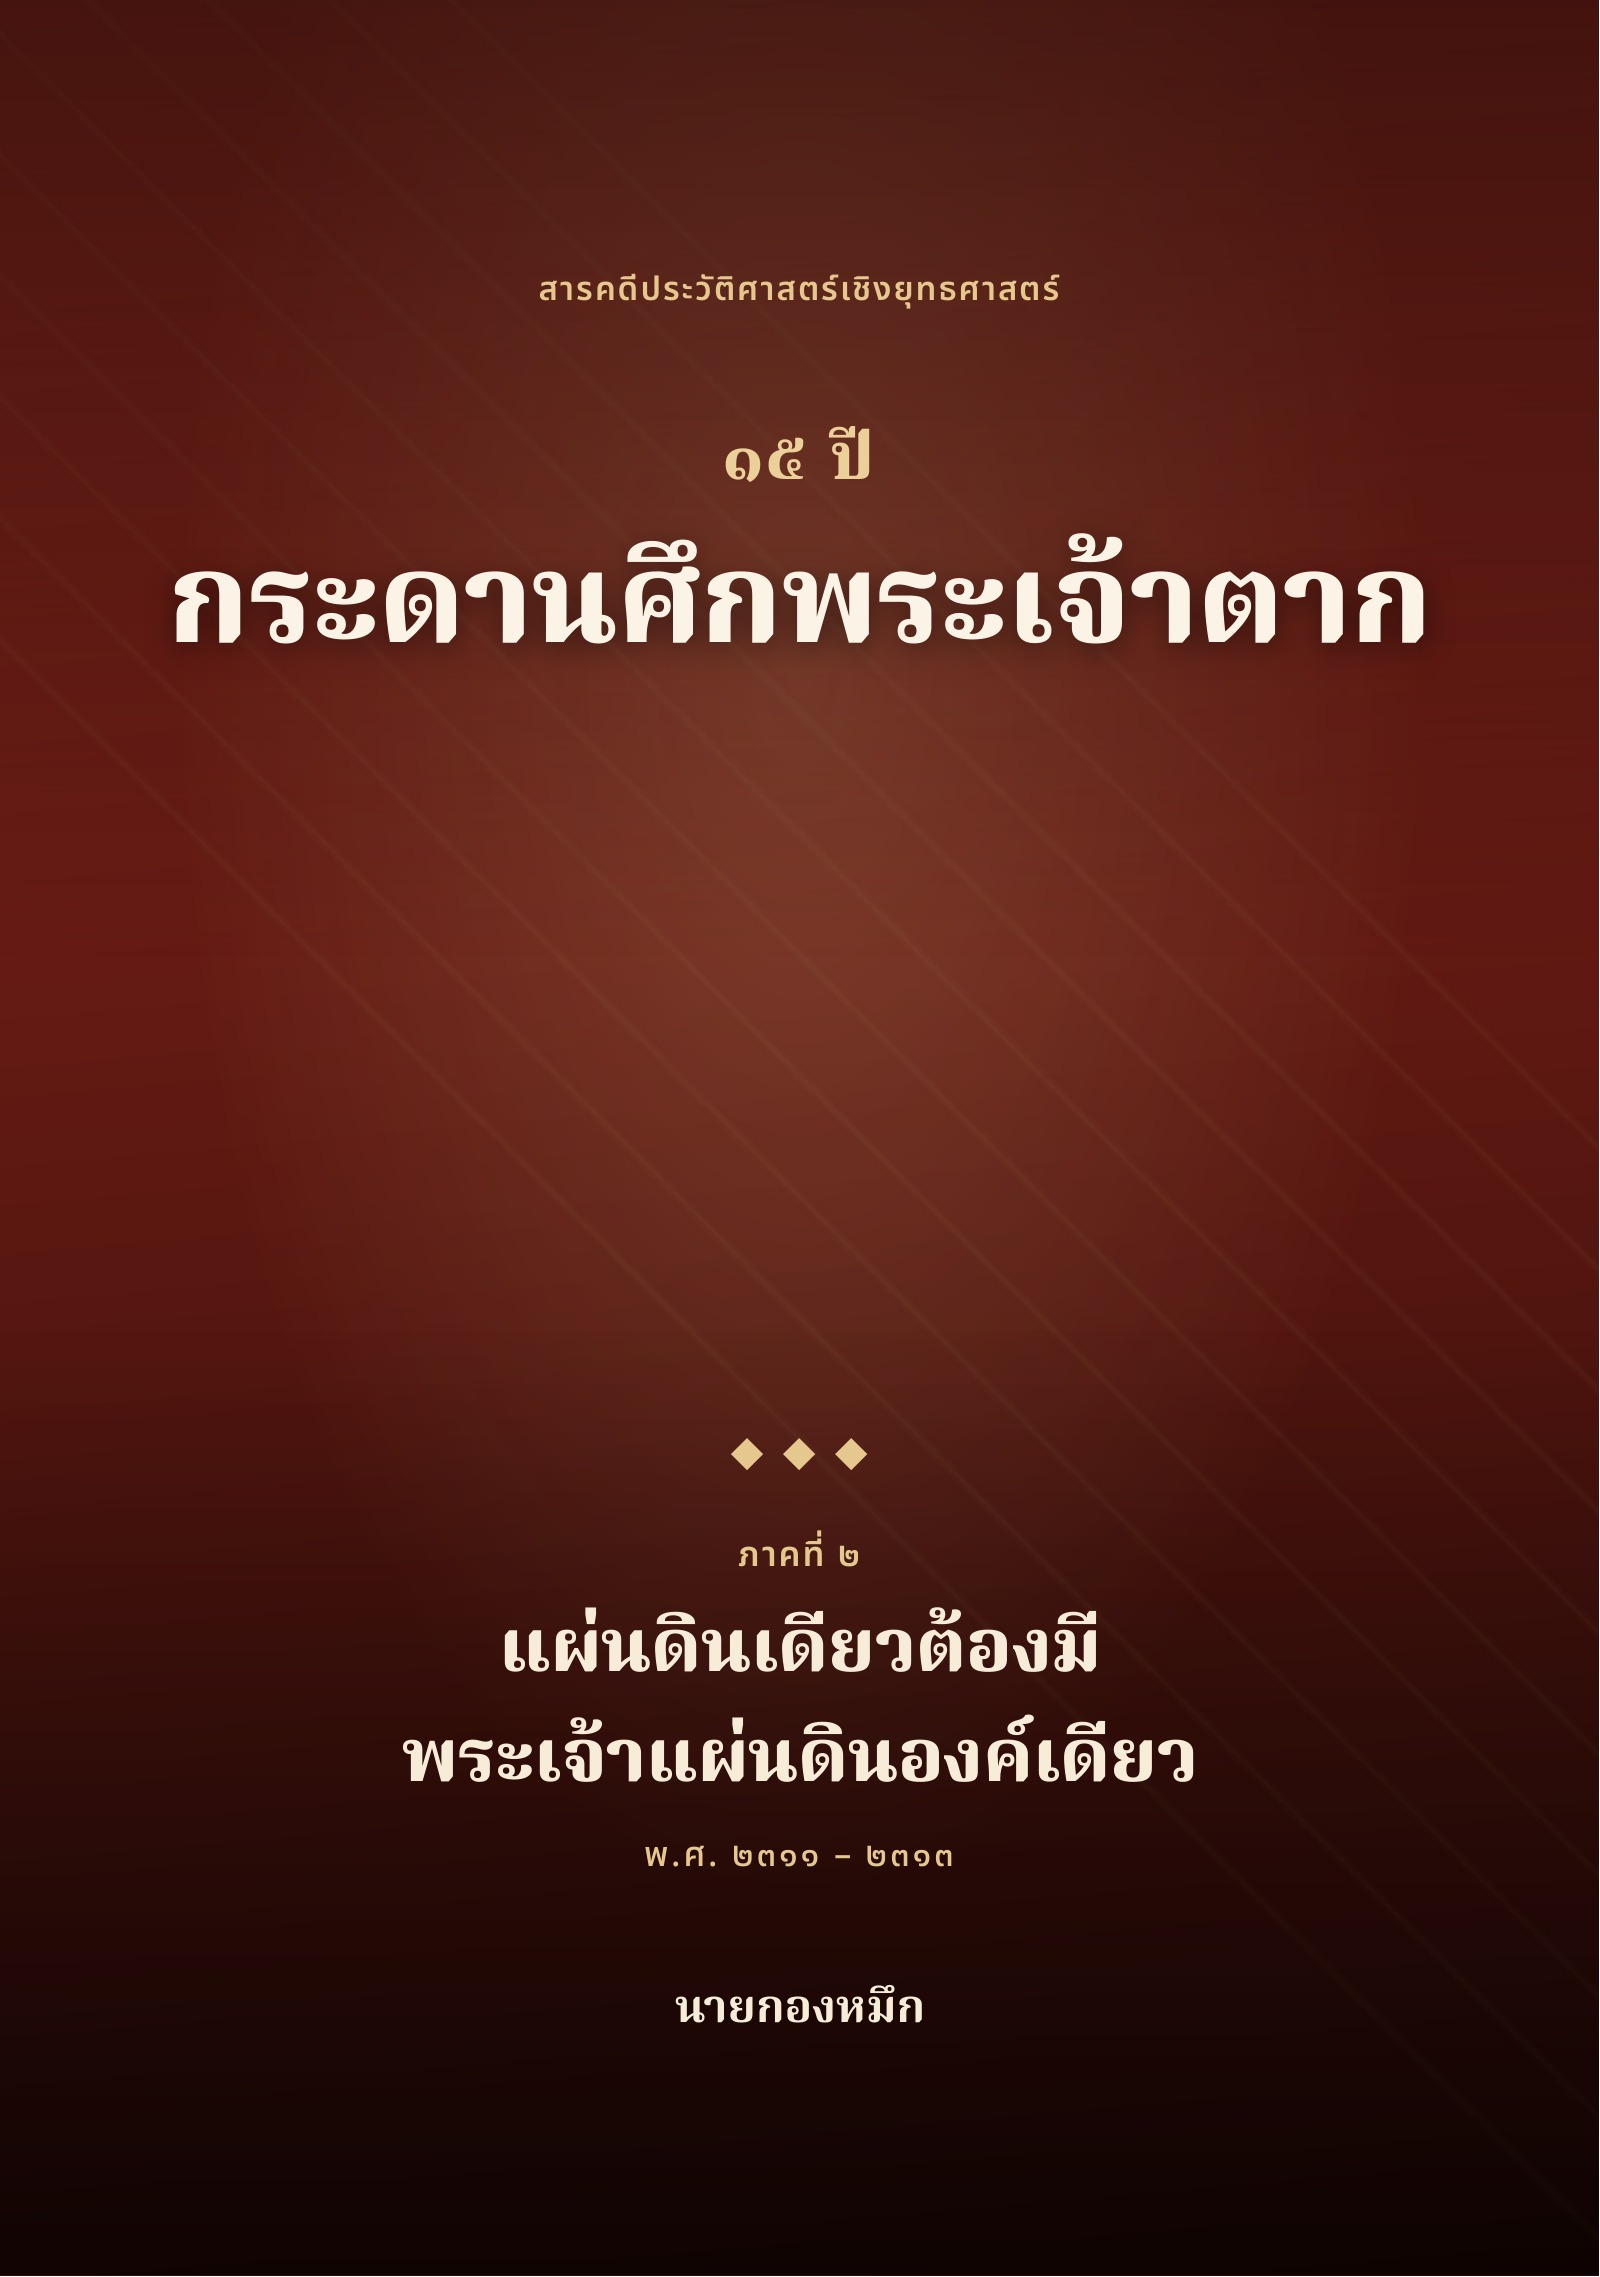 สารคดีประวัติศาสตร์เชิงยุทธศาสตร์
๑๕ ปี
กระดานศึกพระเจ้าตาก
ภาคที่ ๒
แผ่นดินเดียวต้องมี
พระเจ้าแผ่นดินองค์เดียว
พ.ศ. ๒๓๑๑ – ๒๓๑๓
นายกองหมึก